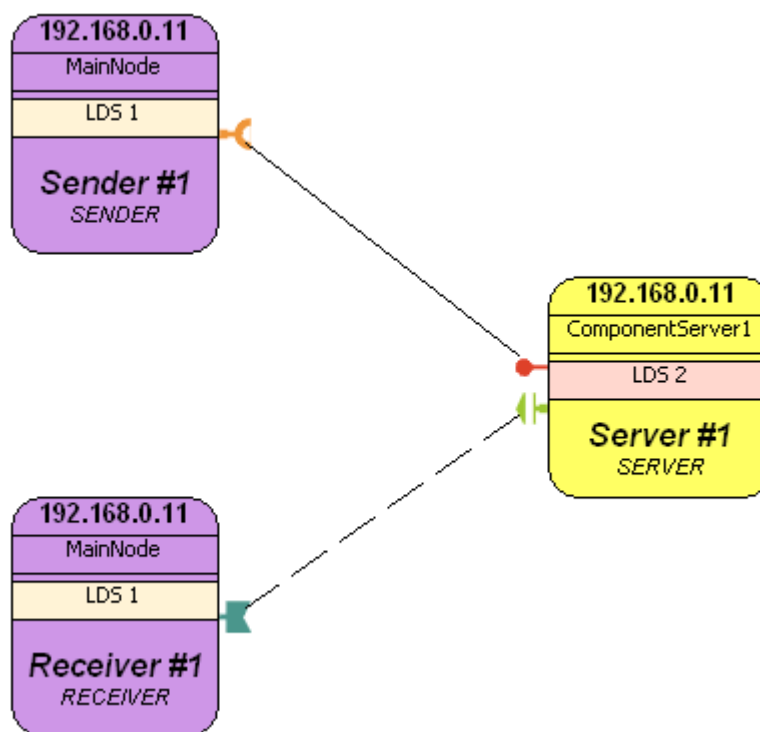 192.168.0.11
MainNode
LDS 1
Sender #1
SENDER
192.168.0.11
ComponentServer1
LDS 2
Server #1
SERVER
192.168.0.11
MainNode
LDS 1
Receiver #1
RECEIVER